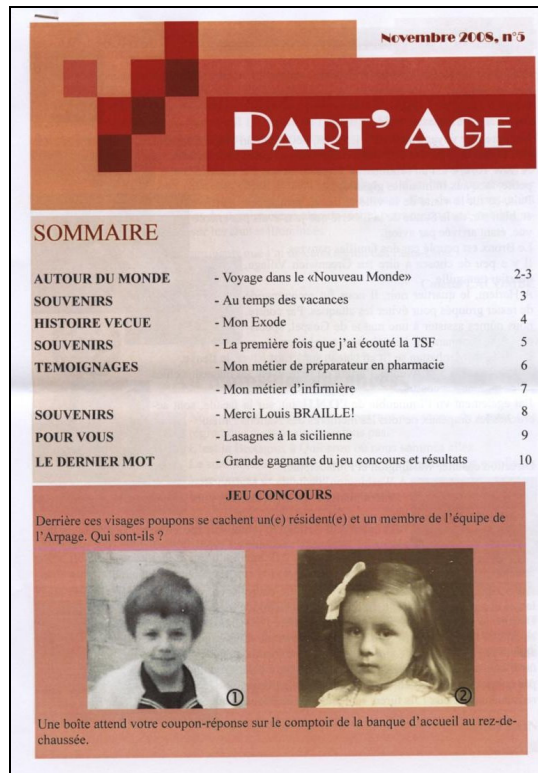 Novembre 2008, n°5
PART' AGE
SOMMAIRE
AUTOUR DU MONDE - Voyage dans le «Nouveau Monde» 2-3
SOUVENIRS - Au temps des vacances 3
HISTOIRE VECUE - Mon Exode 4
SOUVENIRS - La première fois que j'ai écouté la TSF 5
TEMOIGNAGES - Mon métier de préparateur en pharmacie 6
- Mon métier d'infirmière 7
SOUVENIRS - Merci Louis BRAILLE! 8
POUR VOUS - Lasagnes à la sicilienne 9
LE DERNIER MOT - Grande gagnante du jeu concours et résultats 10
JEU CONCOURS
Derrière ces visages poupons se cachent un(e) résident(e) et un membre de l'équipe de
l'Arpage. Qui sont-ils ?
① ②
Une boîte attend votre coupon-réponse sur le comptoir de la banque d'accueil au rez-de-
chaussée.